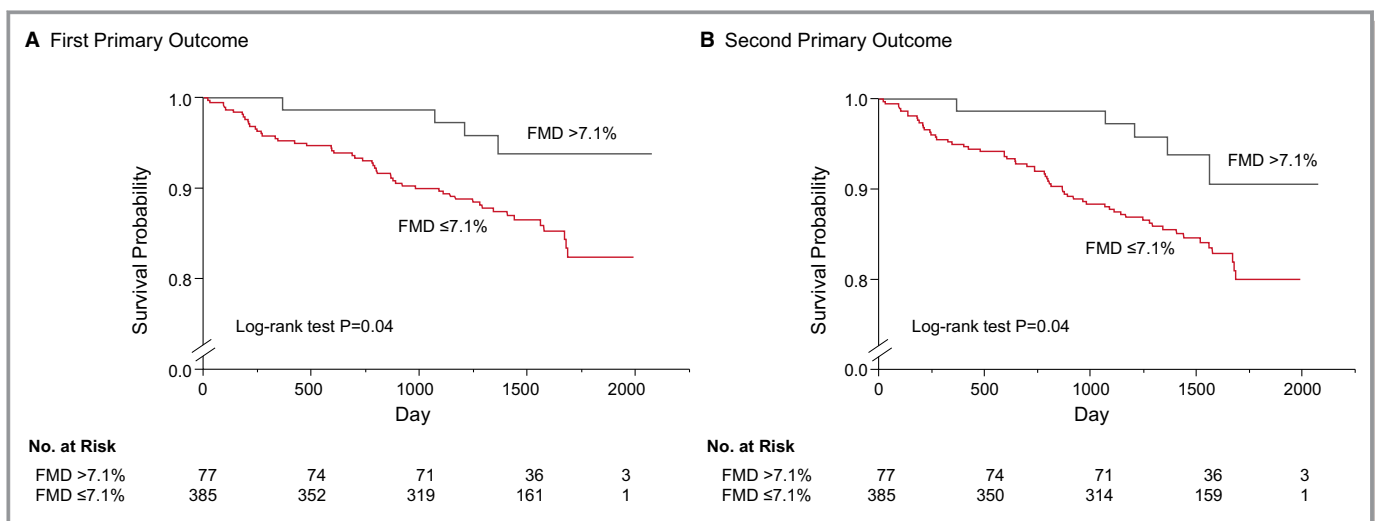 A First Primary Outcome
1.0
0.9
0.8
0.0
Survival Probability
FMD >7.1%
FMD ≤7.1%
Log-rank test P=0.04
0 500 1000 1500 2000
Day
No. at Risk
FMD >7.1% 77 74 71 36 3
FMD ≤7.1% 385 352 319 161 1
B Second Primary Outcome
1.0
0.9
0.8
0.0
Survival Probability
FMD >7.1%
FMD ≤7.1%
Log-rank test P=0.04
0 500 1000 1500 2000
Day
No. at Risk
FMD >7.1% 77 74 71 36 3
FMD ≤7.1% 385 350 314 159 1